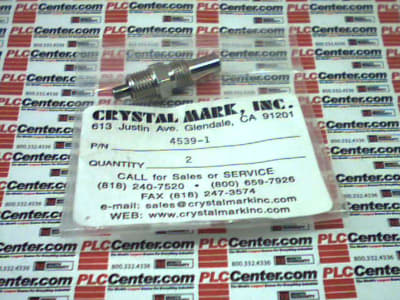 CRYSTAL MARK, INC.
613 Justin Ave. Glendale, CA 91201
P/N 4539-1
QUANTITY 2
CALL for Sales or SERVICE
(818) 240-7520 (800) 659-7926
FAX (818) 247-3574
e-mail: sales@crystalmarkinc.com
WEB: www.crystalmarkinc.com
PLCCenter.com
800.332.4336